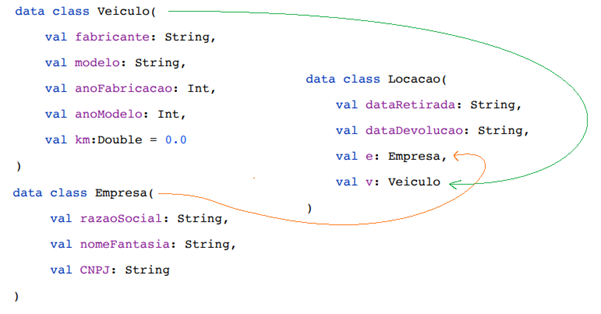 data class Veiculo(
val fabricante: String,
val modelo: String,
val anoFabricacao: Int,
val anoModelo: Int,
val km:Double = 0.0
)
data class Empresa(
val razaoSocial: String,
val nomeFantasia: String,
val CNPJ: String
)
data class Locacao(
val dataRetirada: String,
val dataDevolucao: String,
val e: Empresa,
val v: Veiculo
)